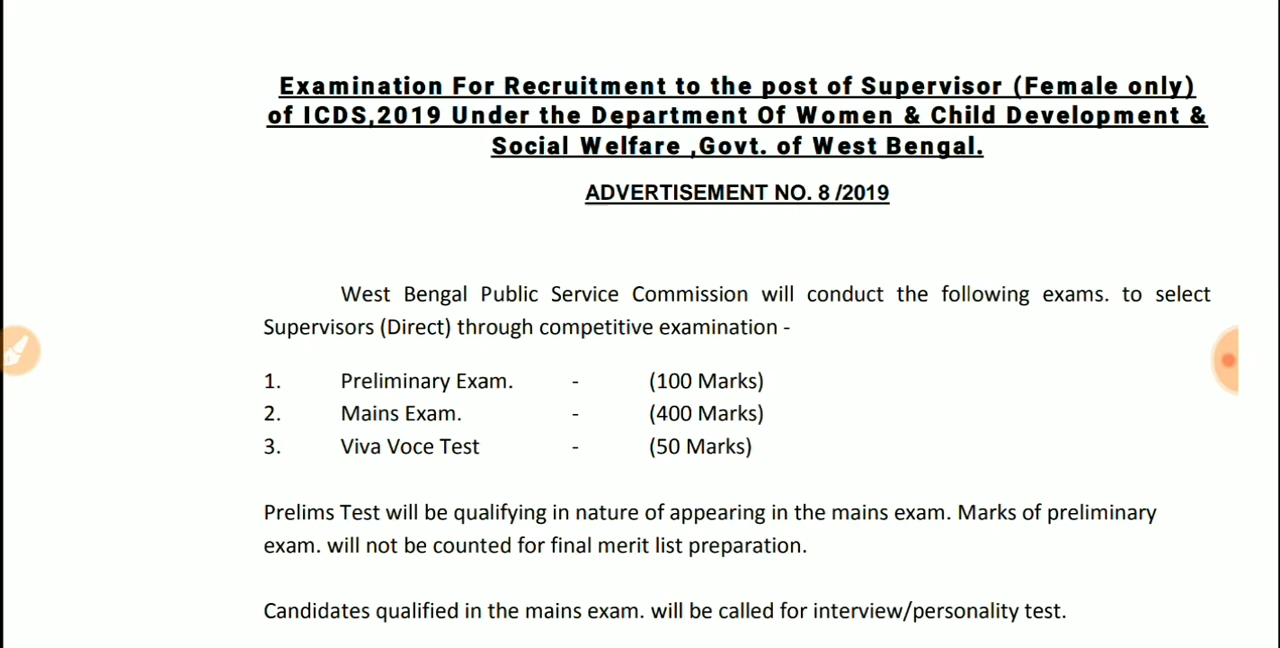 Examination For Recruitment to the post of Supervisor (Female only)
of ICDS,2019 Under the Department Of Women & Child Development &
Social Welfare ,Govt. of West Bengal.
ADVERTISEMENT NO. 8 /2019
West Bengal Public Service Commission will conduct the following exams. to select
Supervisors (Direct) through competitive examination -
1. Preliminary Exam. - (100 Marks)
2. Mains Exam. - (400 Marks)
3. Viva Voce Test - (50 Marks)
Prelims Test will be qualifying in nature of appearing in the mains exam. Marks of preliminary
exam. will not be counted for final merit list preparation.
Candidates qualified in the mains exam. will be called for interview/personality test.